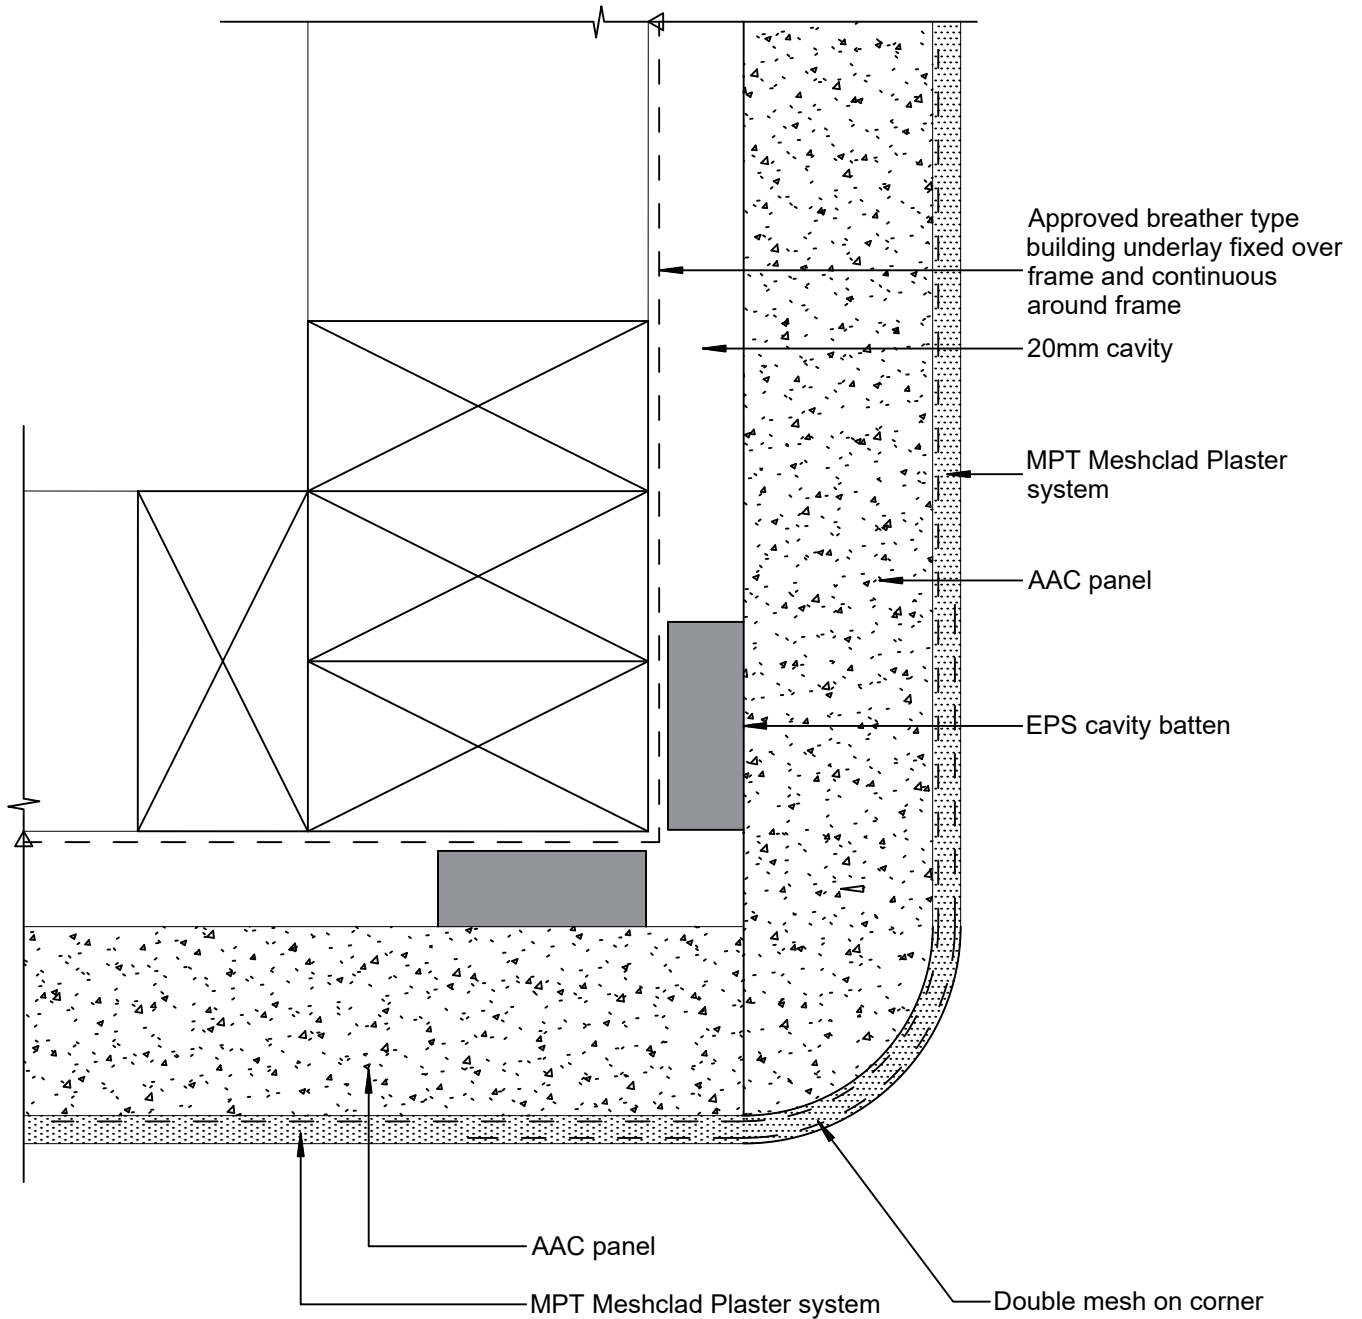 Approved breather type
building underlay fixed over
frame and continuous
around frame
20mm cavity
MPT Meshclad Plaster
system
AAC panel
EPS cavity batten
AAC panel
MPT Meshclad Plaster system
Double mesh on corner